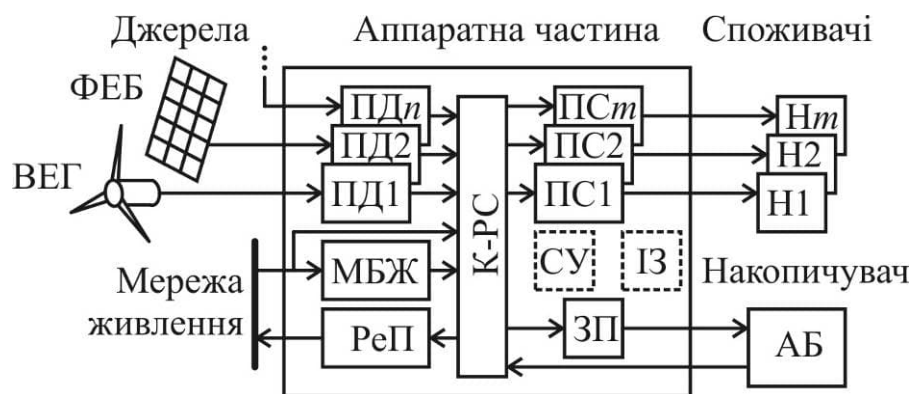 Джерела Аппаратна частина Споживачі
ФЕБ
ПДn ПСm Нm
ПД2 ПС2 Н2
ВЕГ ПД1 ПС1 Н1
К-РС
СУ ІЗ
МБЖ Накопичувач
Мережа
живлення
РеП ЗП АБ